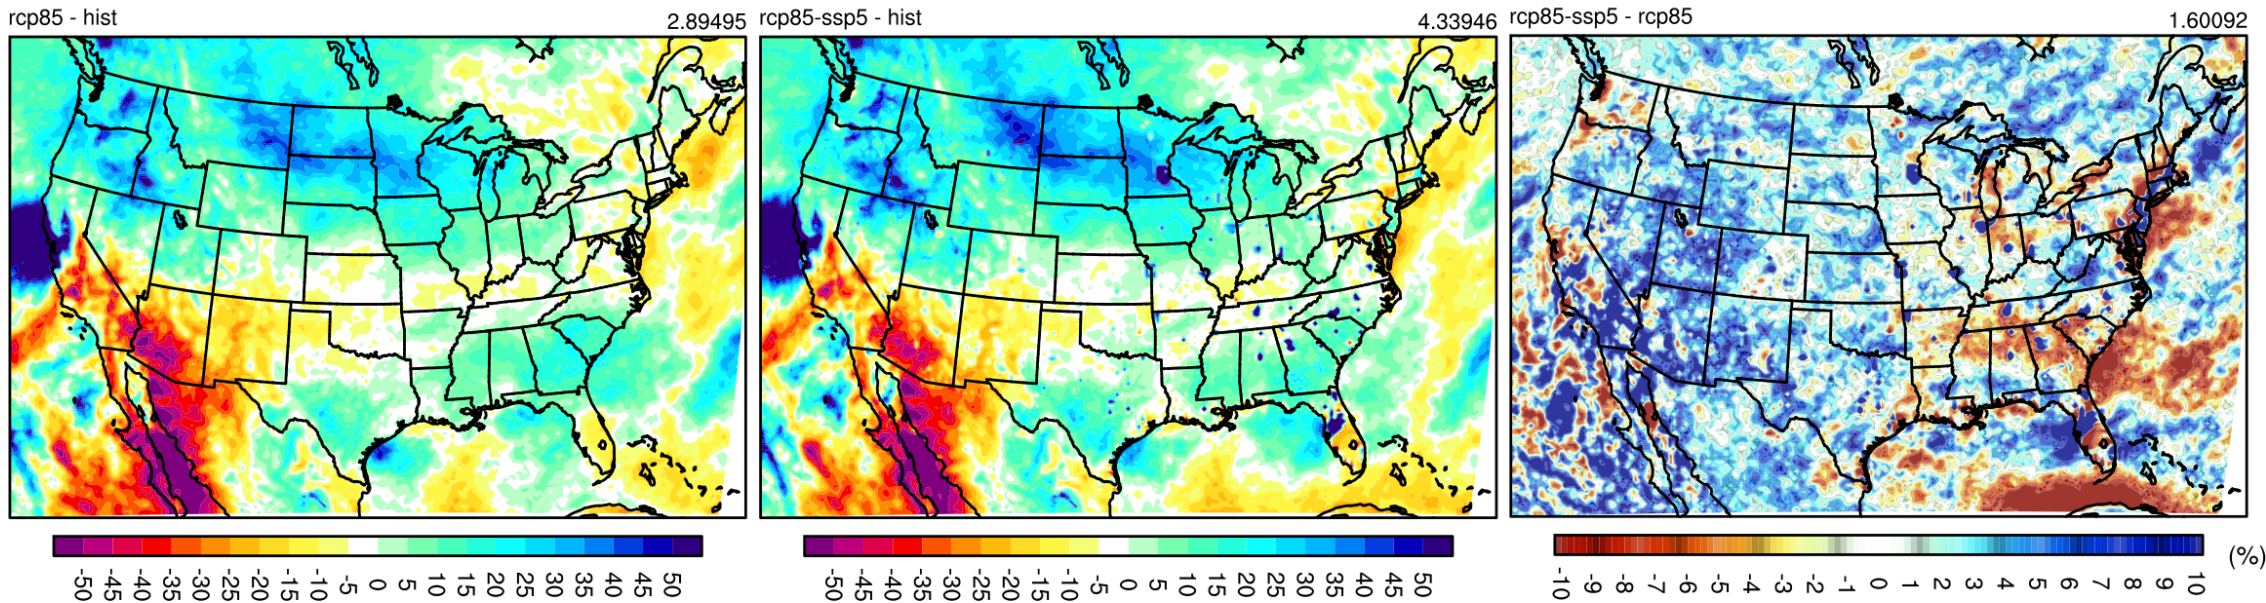 rcp85 - hist 2.89495
rcp85-ssp5 - hist 4.33946
rcp85-ssp5 - rcp85 1.60092
-50 -45 -40 -35 -30 -25 -20 -15 -10 -5 0 5 10 15 20 25 30 35 40 45 50
-50 -45 -40 -35 -30 -25 -20 -15 -10 -5 0 5 10 15 20 25 30 35 40 45 50
-10 -9 -8 -7 -6 -5 -4 -3 -2 -1 0 1 2 3 4 5 6 7 8 9 10 (%)